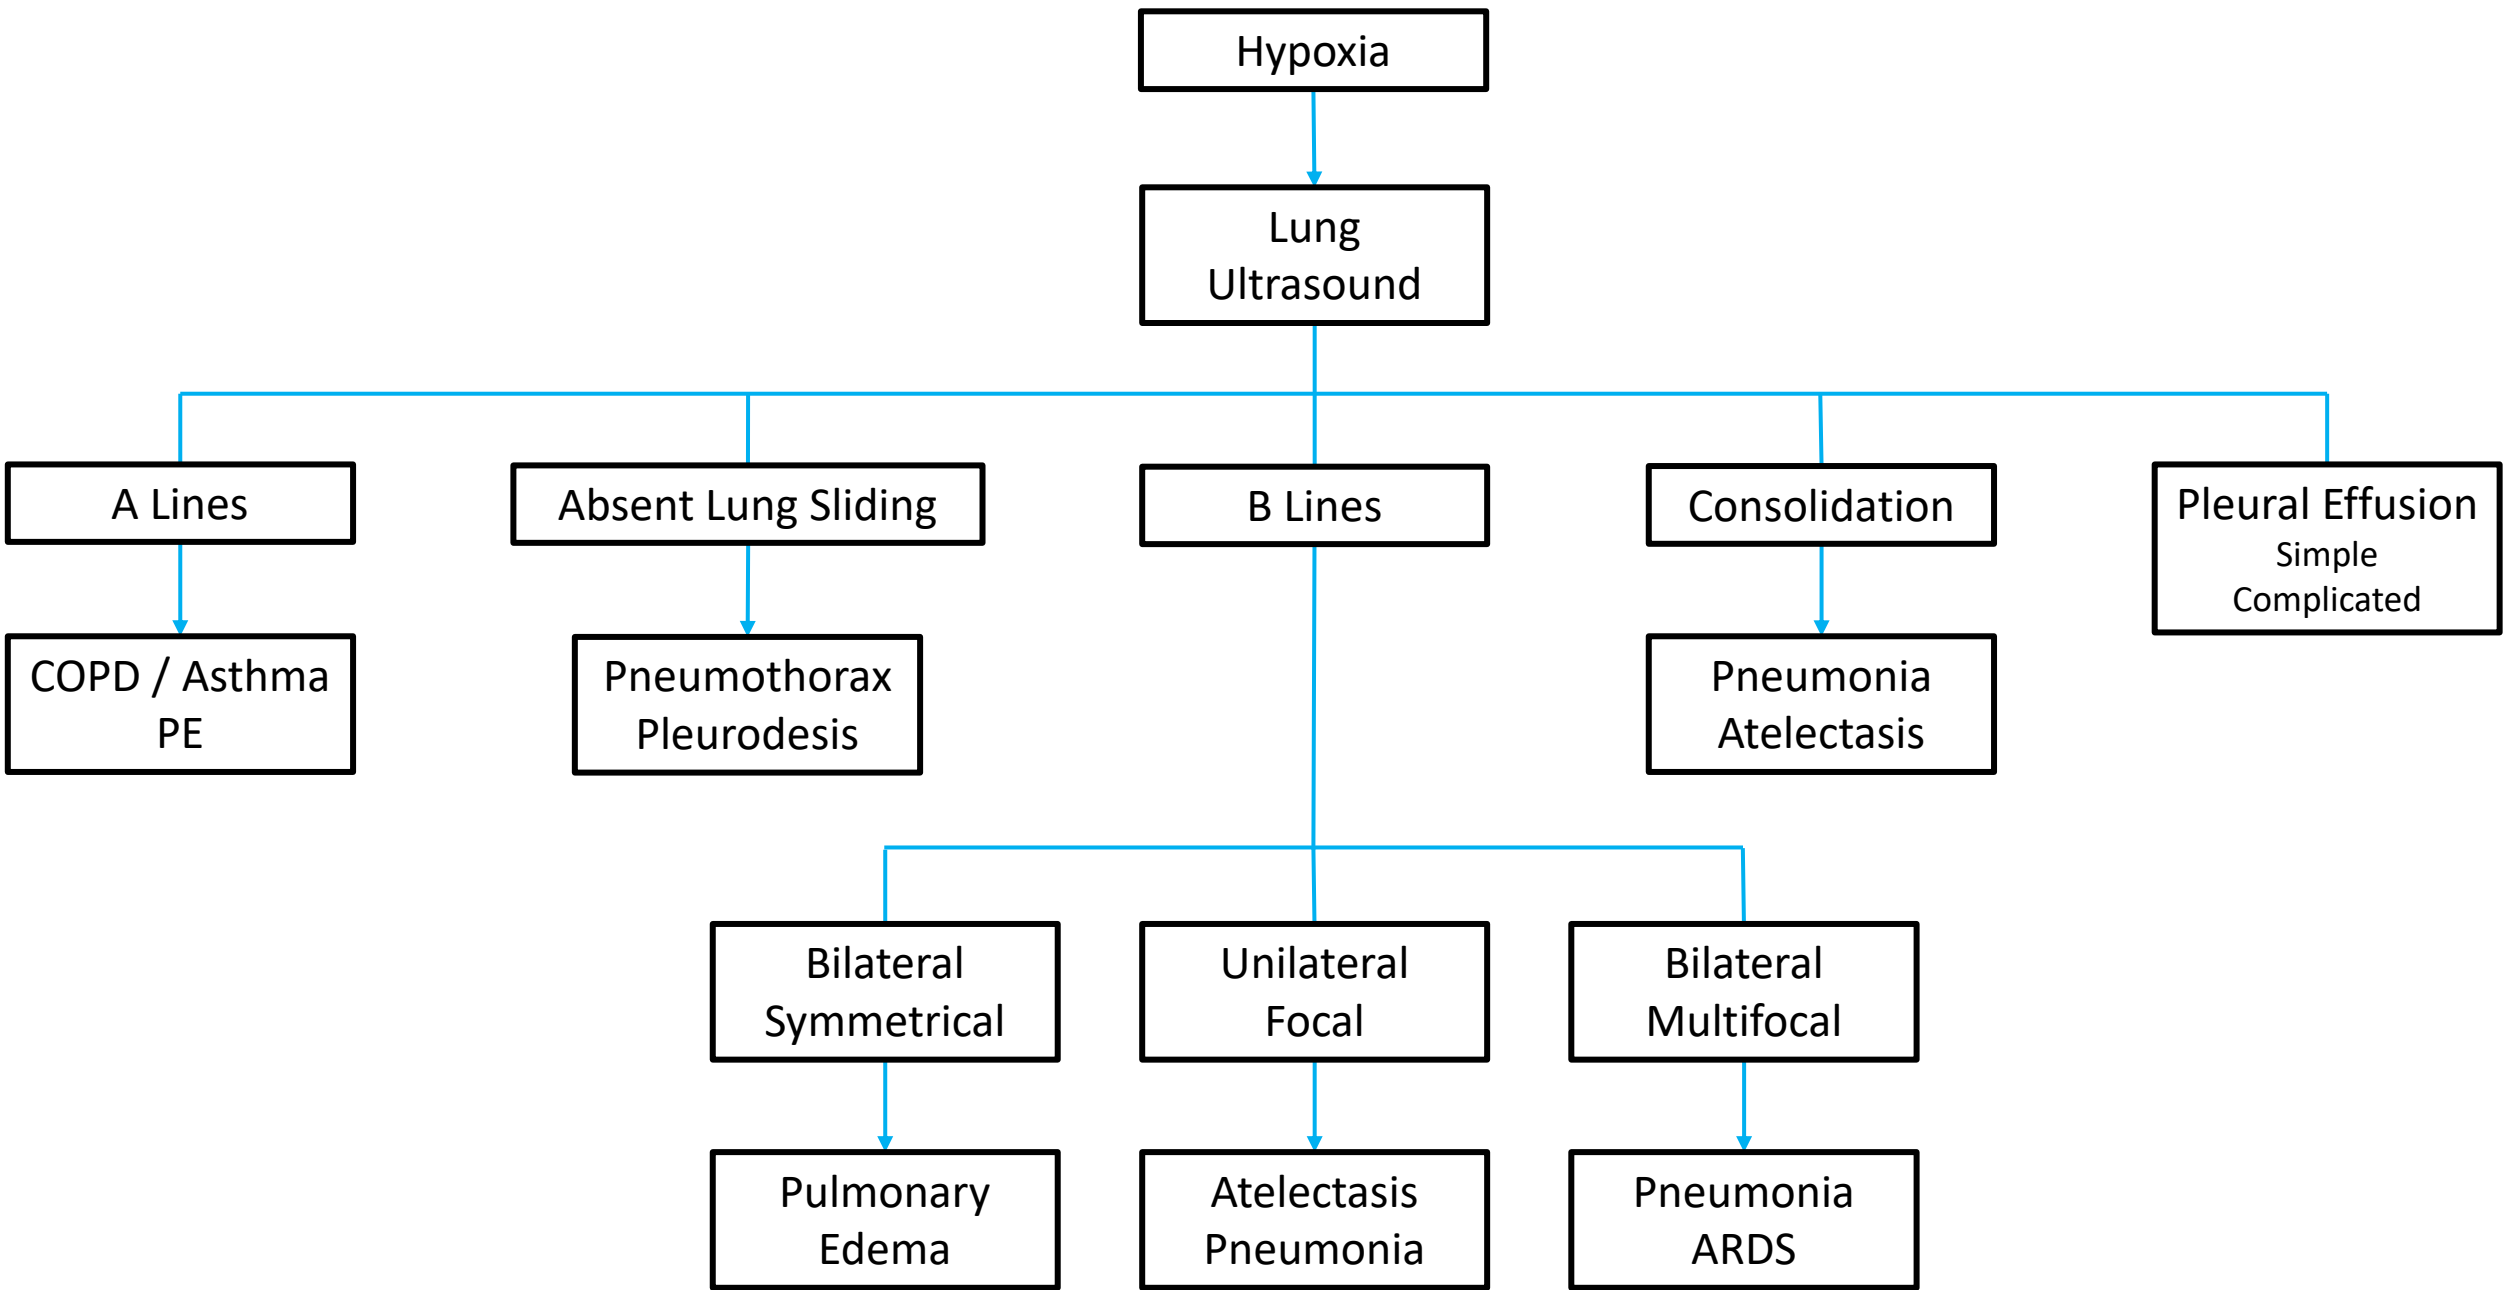 Hypoxia
Lung
Ultrasound
A Lines
Absent Lung Sliding
B Lines
Consolidation
Pleural Effusion
Simple
Complicated
COPD / Asthma
PE
Pneumothorax
Pleurodesis
Pneumonia
Atelectasis
Bilateral
Symmetrical
Unilateral
Focal
Bilateral
Multifocal
Pulmonary
Edema
Atelectasis
Pneumonia
Pneumonia
ARDS